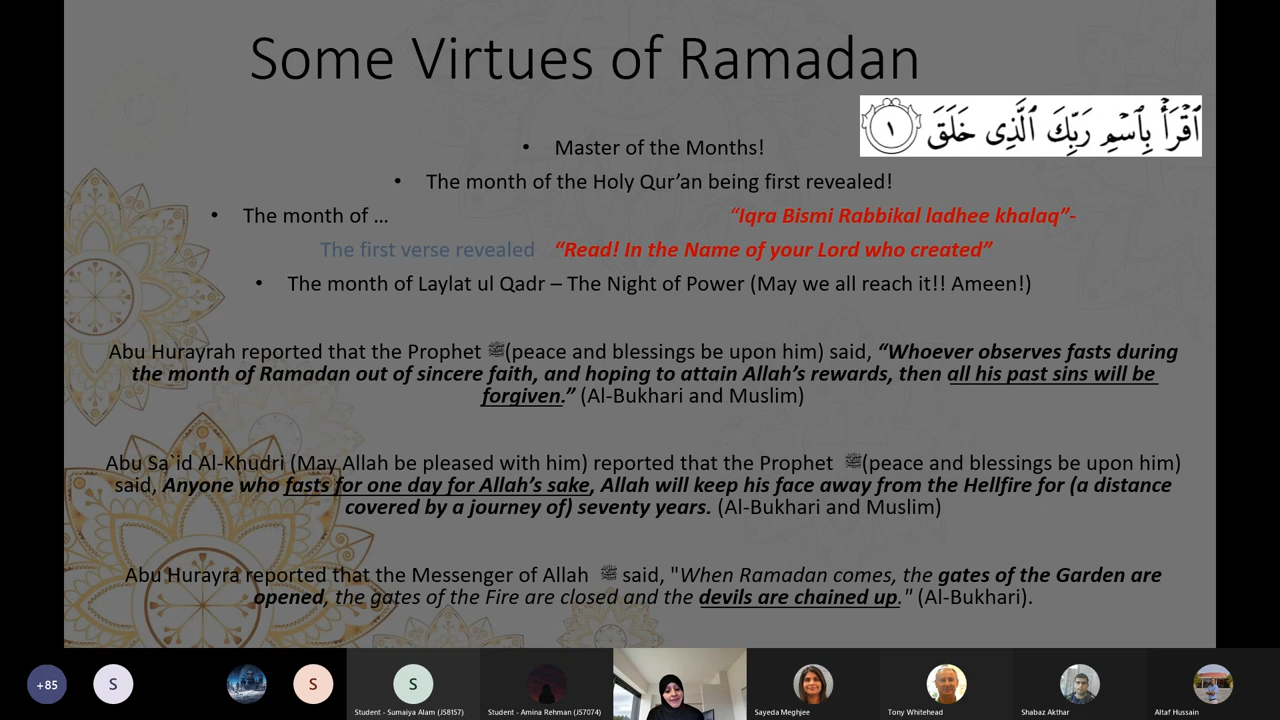 Some Virtues of Ramadan
ٱقْرَأْ بِٱسْمِ رَبِّكَ ٱلَّذِى خَلَقَ ١
• Master of the Months!
• The month of the Holy Qur’an being first revealed!
• The month of … “Iqra Bismi Rabbikal ladhee khalaq”-
The first verse revealed “Read! In the Name of your Lord who created”
• The month of Laylat ul Qadr – The Night of Power (May we all reach it!! Ameen!)
Abu Hurayrah reported that the Prophet ﷺ(peace and blessings be upon him) said, “Whoever observes fasts during
the month of Ramadan out of sincere faith, and hoping to attain Allah’s rewards, then all his past sins will be
forgiven.” (Al-Bukhari and Muslim)
Abu Sa`id Al-Khudri (May Allah be pleased with him) reported that the Prophet ﷺ(peace and blessings be upon him)
said, Anyone who fasts for one day for Allah’s sake, Allah will keep his face away from the Hellfire for (a distance
covered by a journey of) seventy years. (Al-Bukhari and Muslim)
Abu Hurayra reported that the Messenger of Allah ﷺ said, "When Ramadan comes, the gates of the Garden are
opened, the gates of the Fire are closed and the devils are chained up." (Al-Bukhari).
+85 S S S
Student - Sumaiya Alam (JS8157) Student - Amina Rehman (JS7074) Sayeda Meghjee Tony Whitehead Shabaz Akthar Altaf Hussain